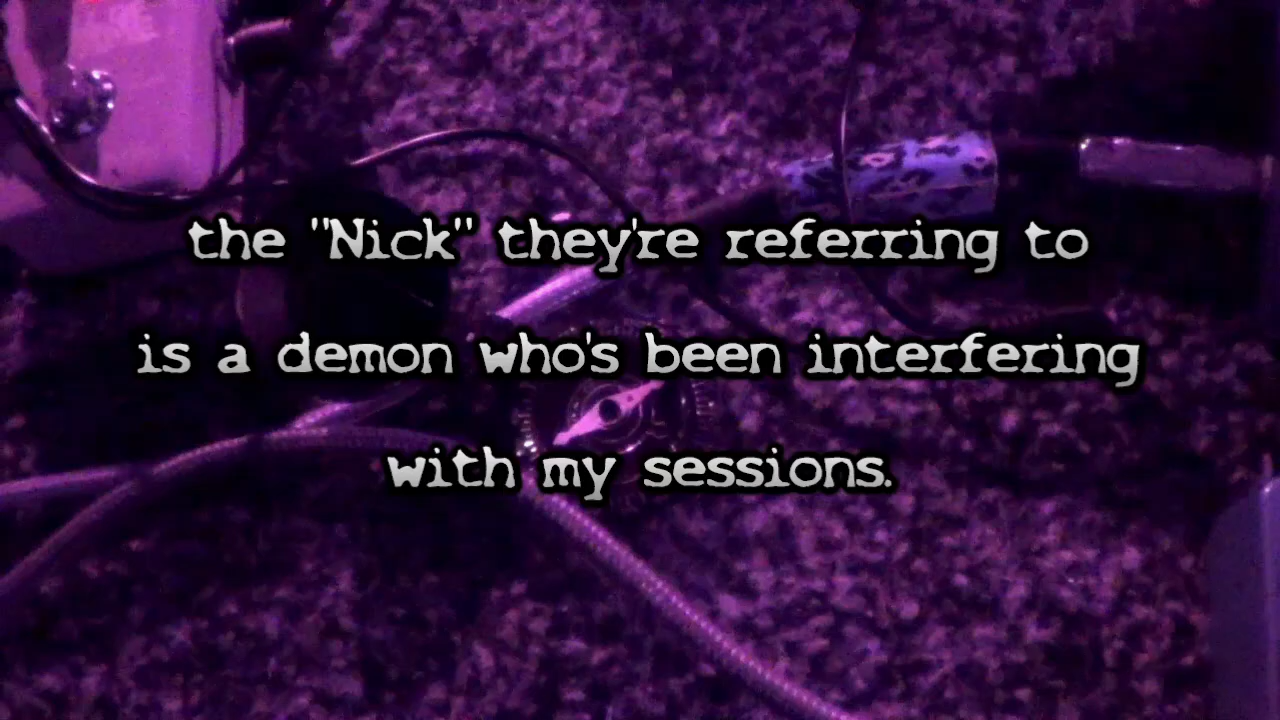 the "Nick" they're referring to
is a demon who's been interfering
with my sessions.